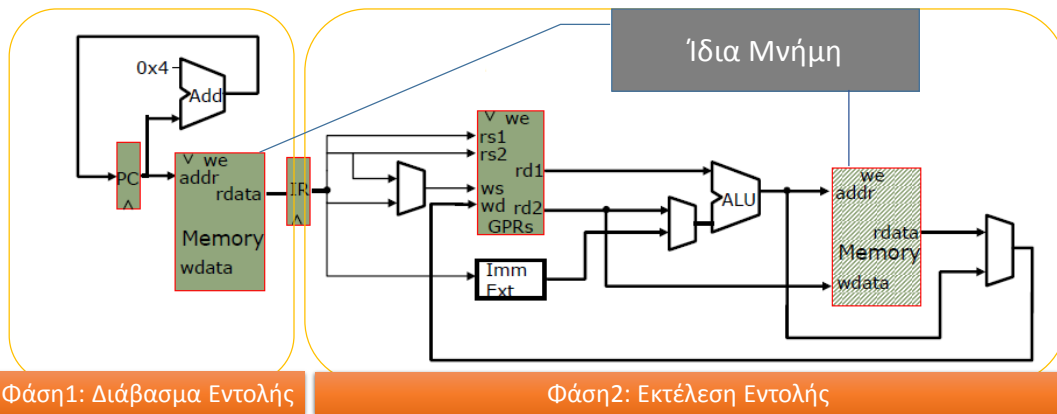 Ίδια Μνήμη
0x4
Add
PC
we
addr
rdata
Memory
wdata
IR
we
rs1
rs2
rd1
ws
wd
rd2
GPRs
Imm
Ext
ALU
we
addr
rdata
Memory
wdata
Φάση1: Διάβασμα Εντολής
Φάση2: Εκτέλεση Εντολής